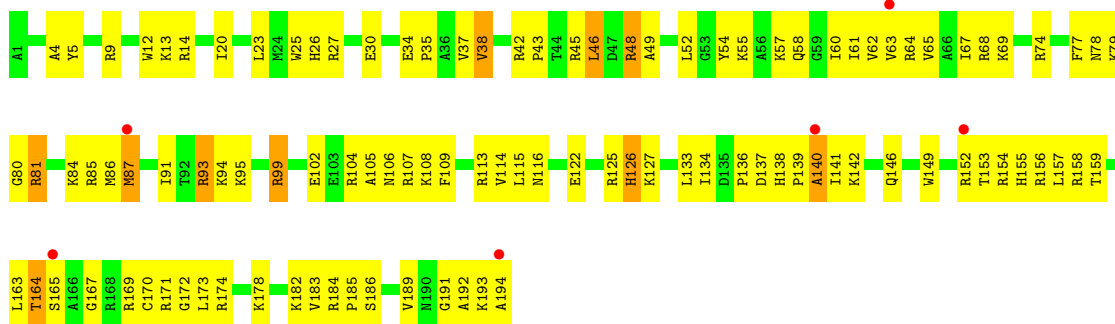 A1 A4 Y5 R9 W12 K13 R14 I20 L23 M24 W25 H26 R27 E30 E34 P35 A36 V37 V38 R42 P43 T44 R45 L46 D47 R48 A49 L52 G53 Y54 K55 A56 K57 Q58 G59 I60 I61 V62 V63 R64 V65 A66 I67 R68 K69 R74 F77 N78 K79
G80 R81 K84 R85 M86 M87 I91 T92 R93 K94 K95 R99 E102 E103 R104 A105 N106 R107 K108 F109 R113 V114 L115 N116 E122 R125 H126 K127 L133 I134 D135 P136 D137 H138 P139 A140 I141 K142 Q146 W149 R152 T153 R154 H155 R156 L157 R158 T159
L163 T164 S165 A166 G167 R168 R169 C170 R171 G172 L173 R174 K178 K182 V183 R184 P185 S186 V189 N190 G191 A192 K193 A194